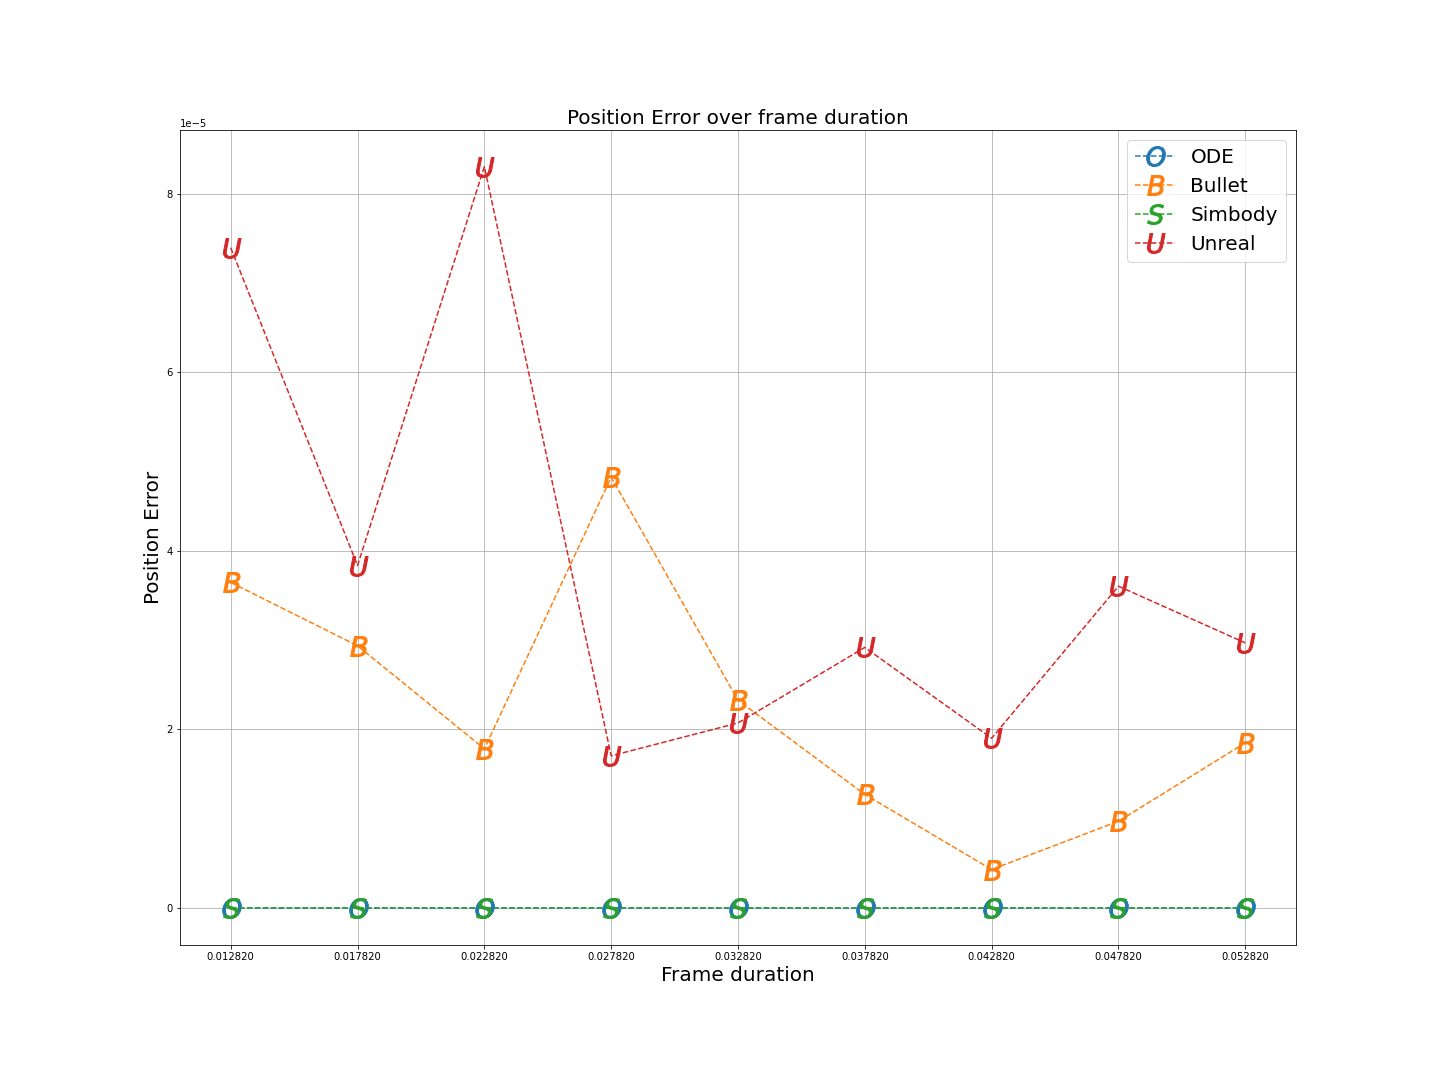 Position Error over frame duration
1e−5
ODE
Bullet
Simbody
Unreal
8
6
4
2
0
Position Error
0.012820 0.017820 0.022820 0.027820 0.032820 0.037820 0.042820 0.047820 0.052820
Frame duration